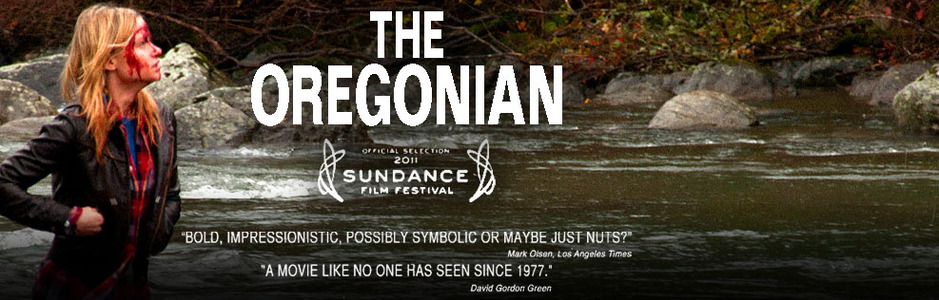 THE
OREGONIAN
OFFICIAL SELECTION
2011
SUNDANCE
FILM FESTIVAL
"BOLD, IMPRESSIONISTIC, POSSIBLY SYMBOLIC OR MAYBE JUST NUTS?"
Mark Olsen, Los Angeles Times
"A MOVIE LIKE NO ONE HAS SEEN SINCE 1977."
David Gordon Green